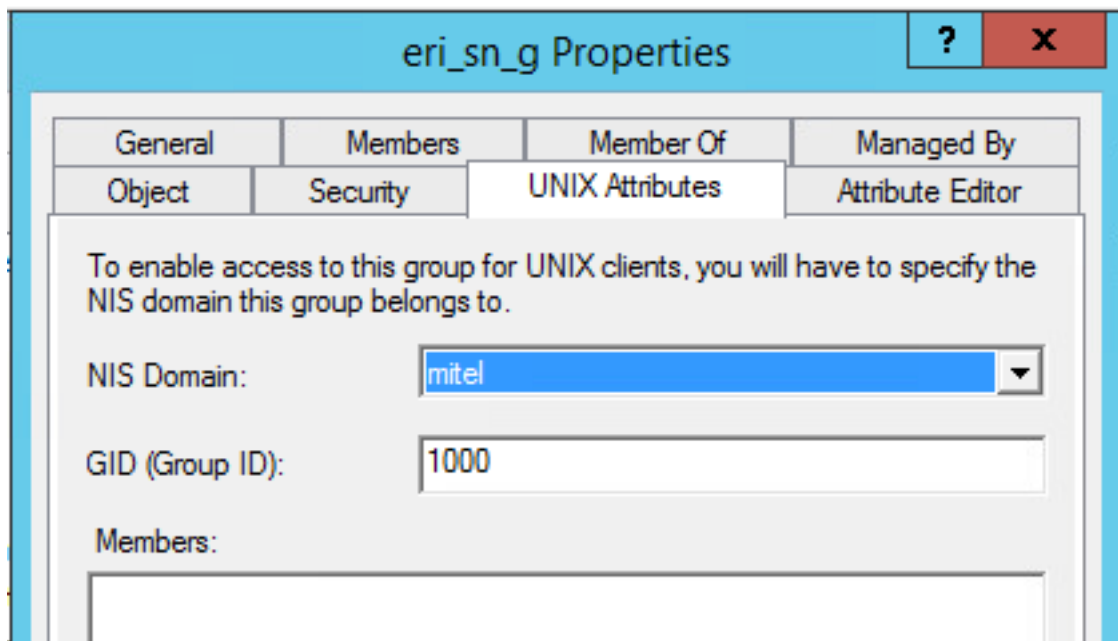 eri_sn_g Properties
? x
General Members Member Of Managed By
Object Security UNIX Attributes Attribute Editor
To enable access to this group for UNIX clients, you will have to specify the
NIS domain this group belongs to.
NIS Domain: mitel
GID (Group ID): 1000
Members: